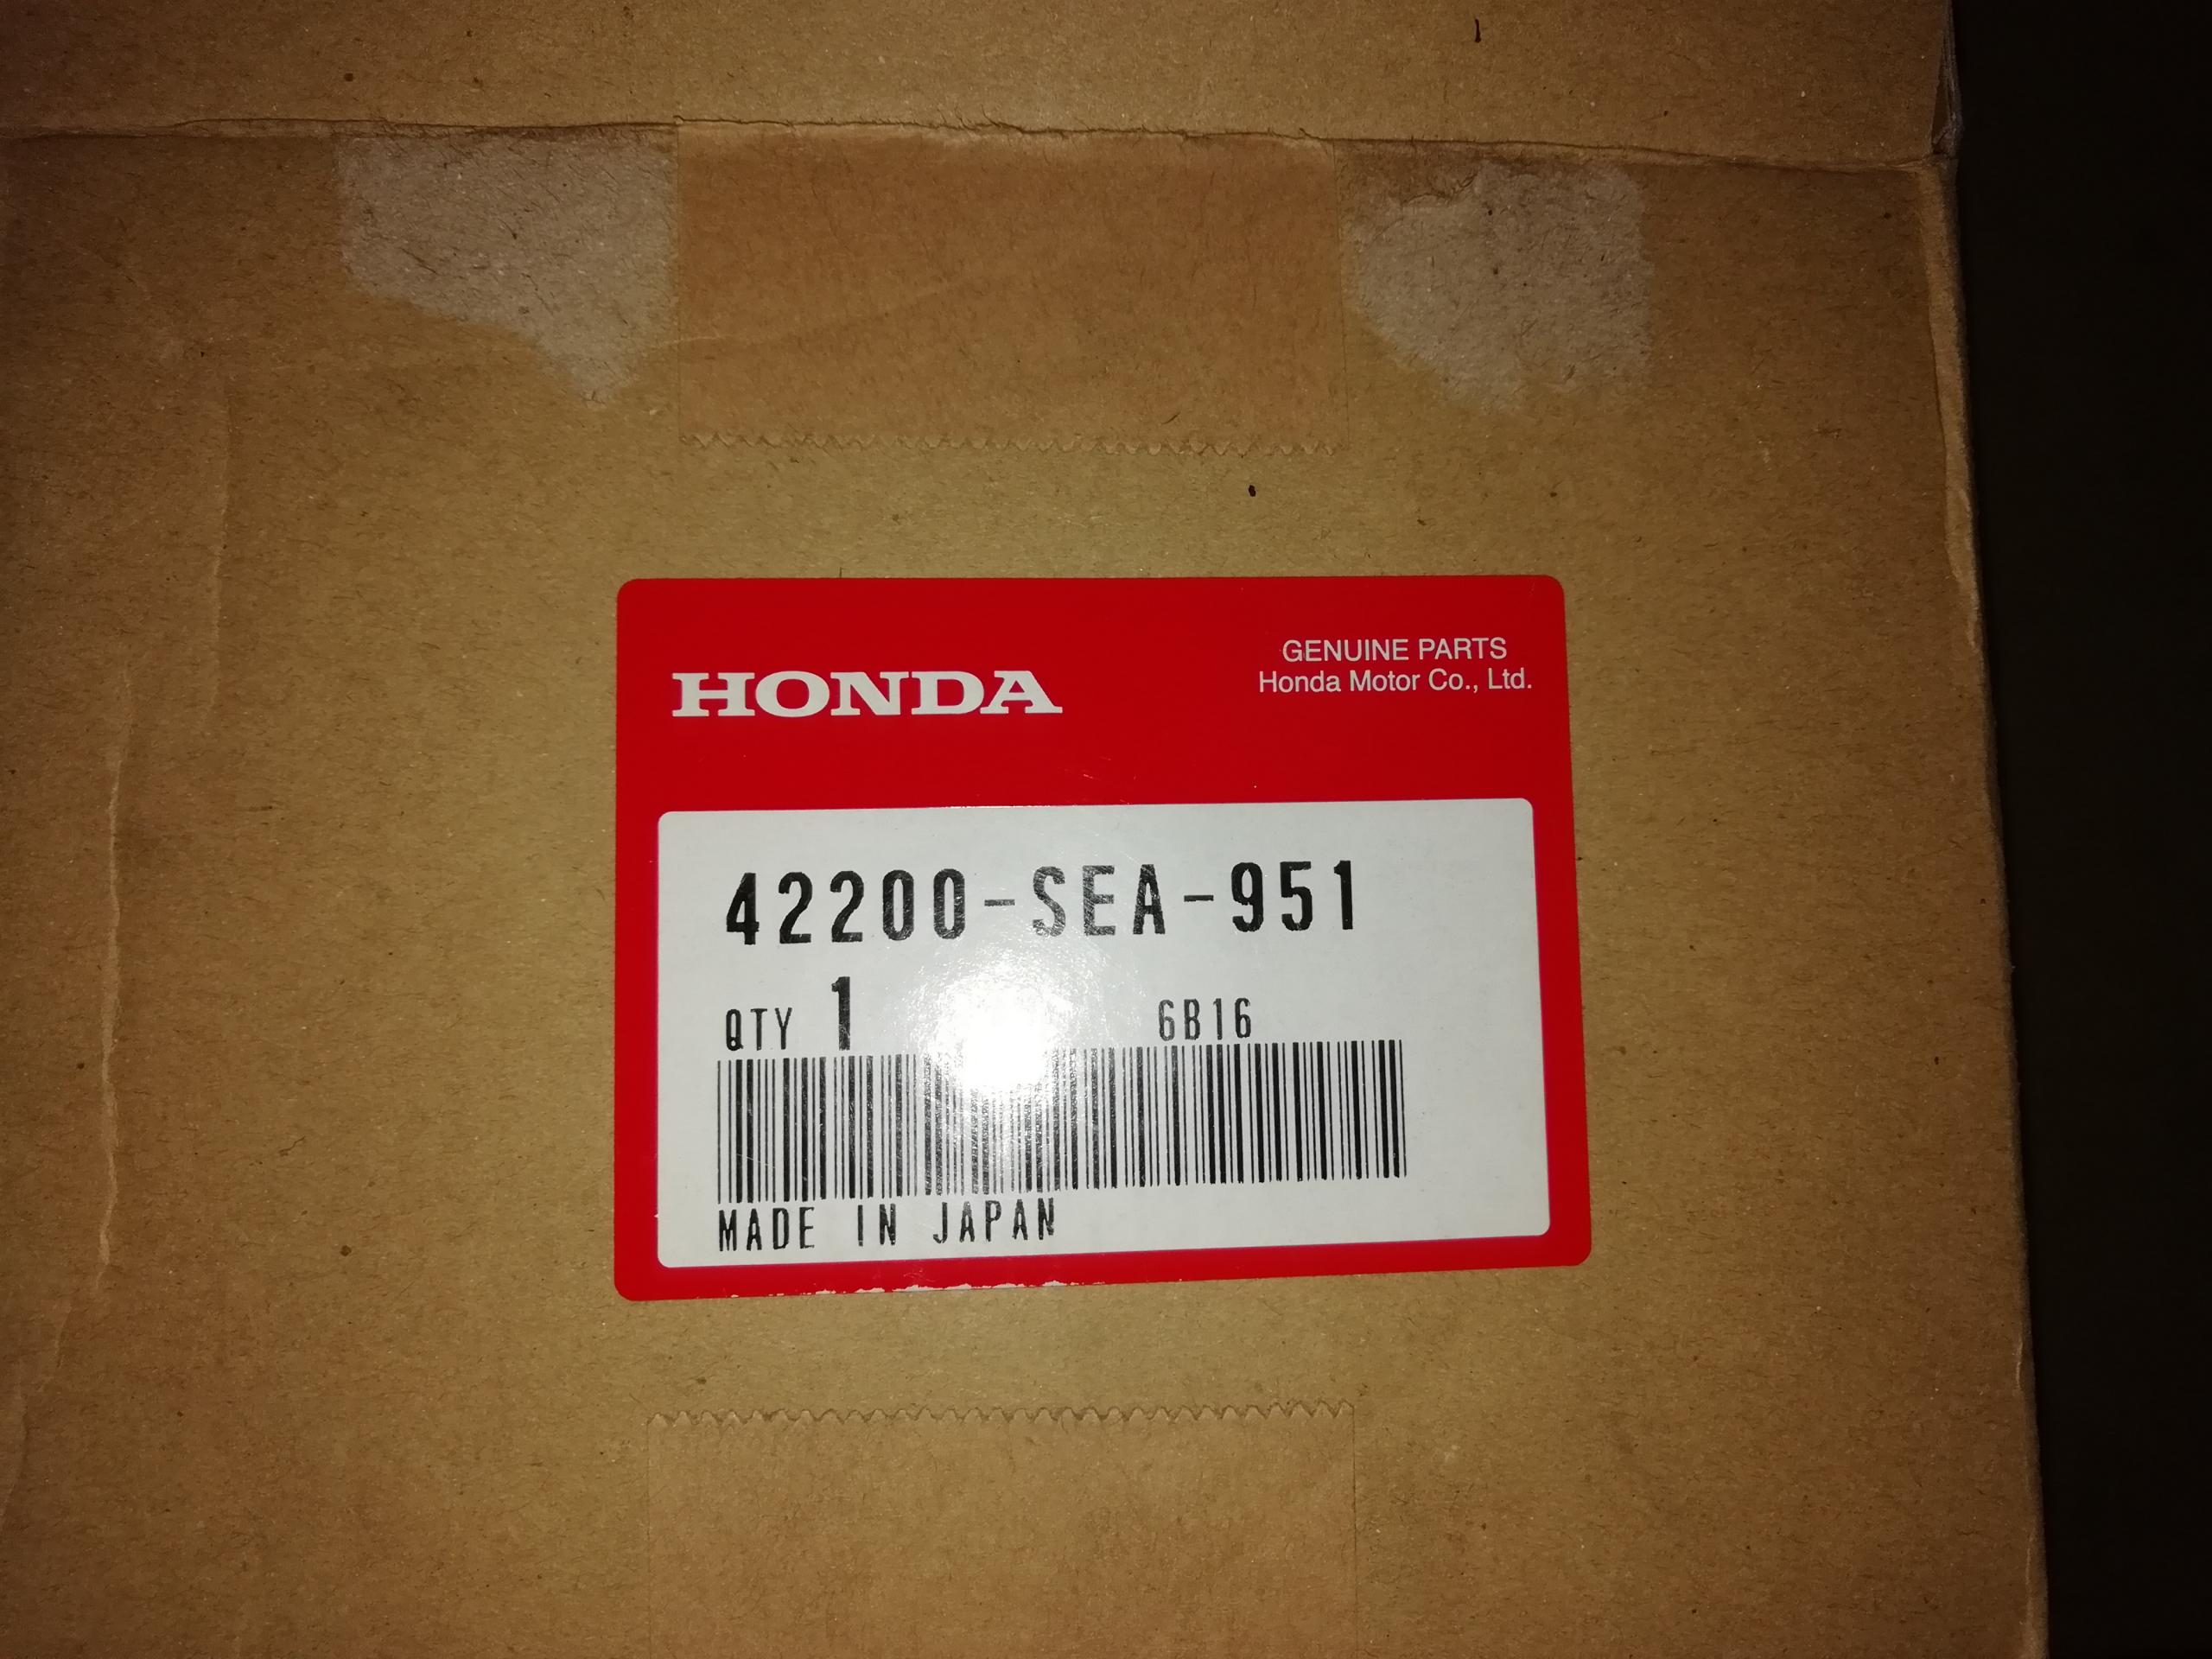 HONDA
GENUINE PARTS
Honda Motor Co., Ltd.
42200-SEA-951
QTY 1 6B16
MADE IN JAPAN